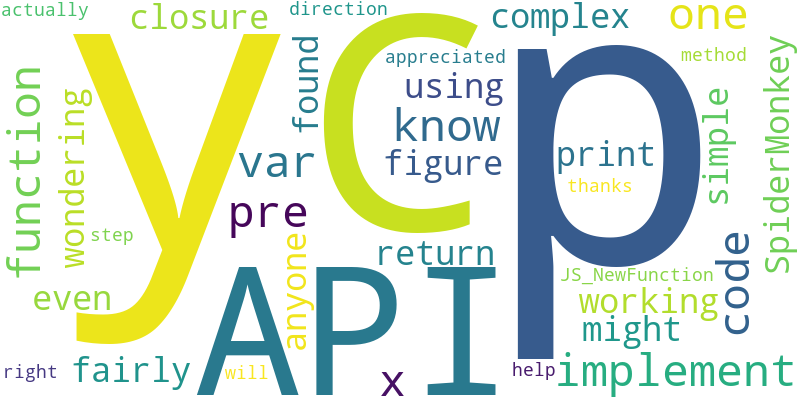 actually
closure
direction
complex
one
y
C
p
function
wondering
found
appreciated
using
know
figure
method
simple
SpiderMonkey
var
print
thanks
pre
step
return
anyone
API
JS_NewFunction
code
even
working
might
right
fairly
will
x
help
implement